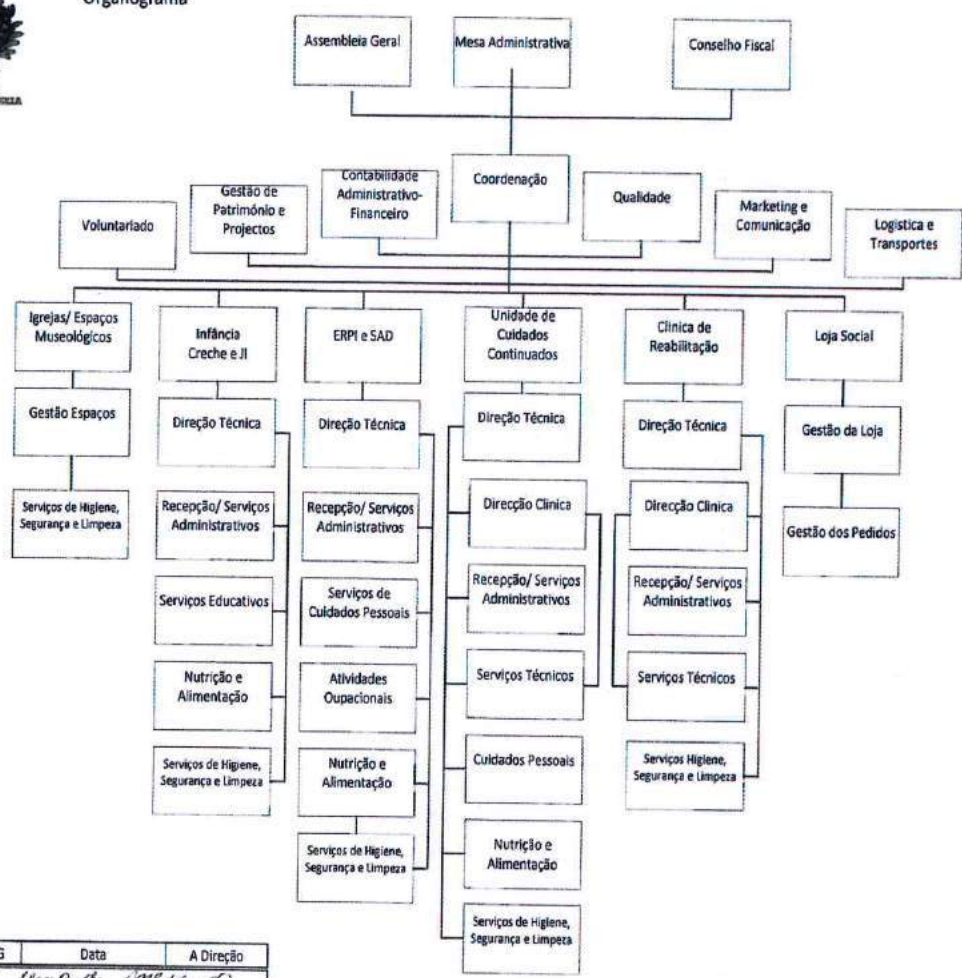 Organograma
Assembleia Geral
Mesa Administrativa
Conselho Fiscal
Voluntariado
Gestão de
Património e
Projectos
Contabilidade
Administrativo-
Financeiro
Coordenação
Qualidade
Marketing e
Comunicação
Logística e
Transportes
Igrejas/ Espaços
Museológicos
Infância
Creche e JI
ERPI e SAD
Unidade de
Cuidados
Continuados
Clinica de
Reabilitação
Loja Social
Gestão Espaços
Serviços de Higiene,
Segurança e Limpeza
Direção Técnica
Recepção/ Serviços
Administrativos
Serviços Educativos
Nutrição e
Alimentação
Serviços de Higiene,
Segurança e Limpeza
Direção Técnica
Recepção/ Serviços
Administrativos
Serviços de
Cuidados Pessoais
Atividades
Oupacionais
Nutrição e
Alimentação
Serviços de Higiene,
Segurança e Limpeza
Direção Técnica
Direcção Clinica
Recepção/ Serviços
Administrativos
Serviços Técnicos
Cuidados Pessoais
Nutrição e
Alimentação
Serviços de Higiene,
Segurança e Limpeza
Direção Técnica
Direcção Clinica
Recepção/ Serviços
Administrativos
Serviços Técnicos
Serviços Higiene,
Segurança e Limpeza
Gestão da Loja
Gestão dos Pedidos
Data
A Direção